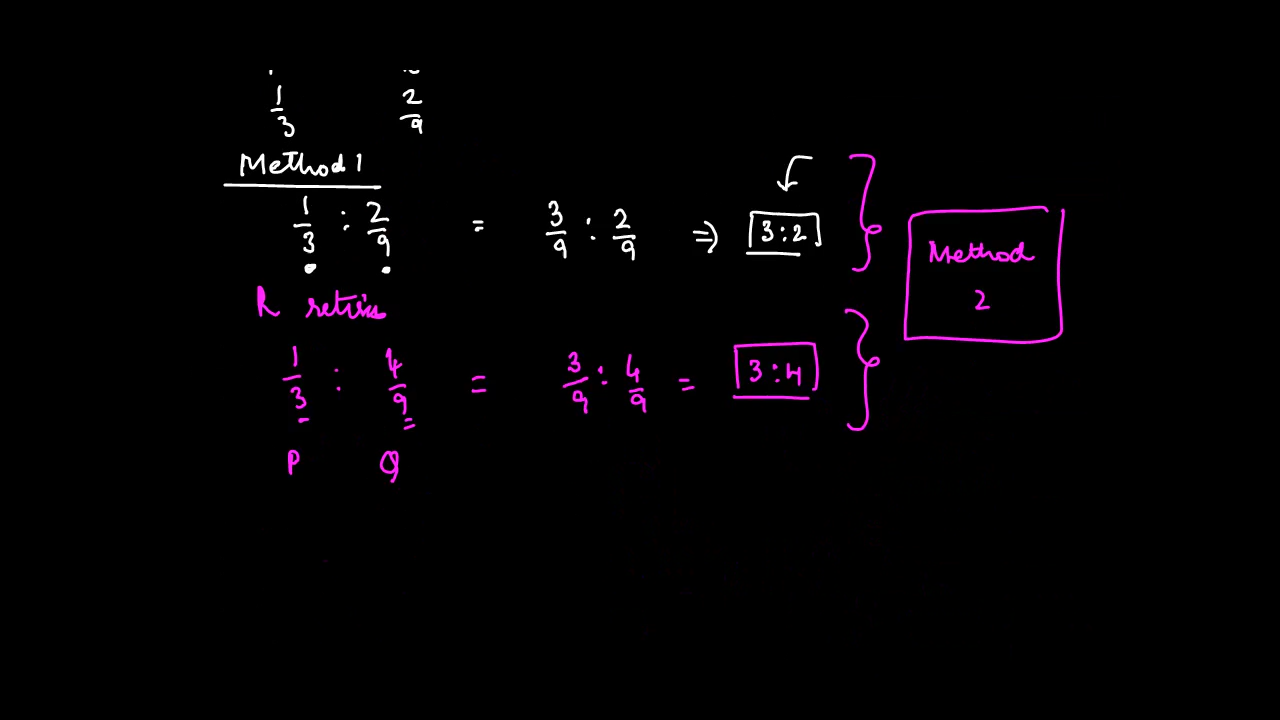 1/3 2/9
Method 1
1/3 : 2/9 = 3/9 : 2/9 ⇒ 3:2
Method
2
R retires
1/3 : 4/9 = 3/9 : 4/9 = 3:4
P Q